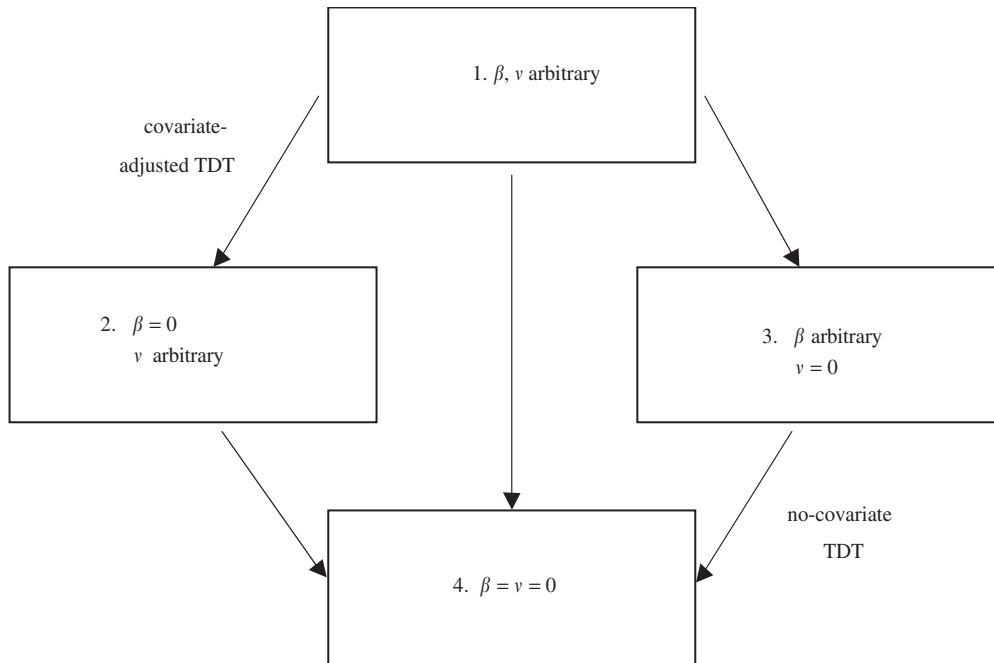 1. β, ν arbitrary
covariate-
adjusted TDT
2. β = 0
ν arbitrary
3. β arbitrary
ν = 0
no-covariate
TDT
4. β = ν = 0